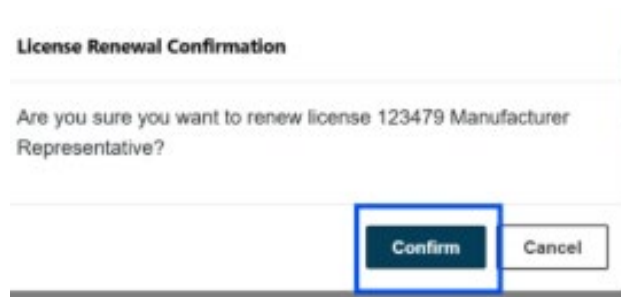 License Renewal Confirmation
Are you sure you want to renew license 123479 Manufacturer
Representative?
Confirm Cancel